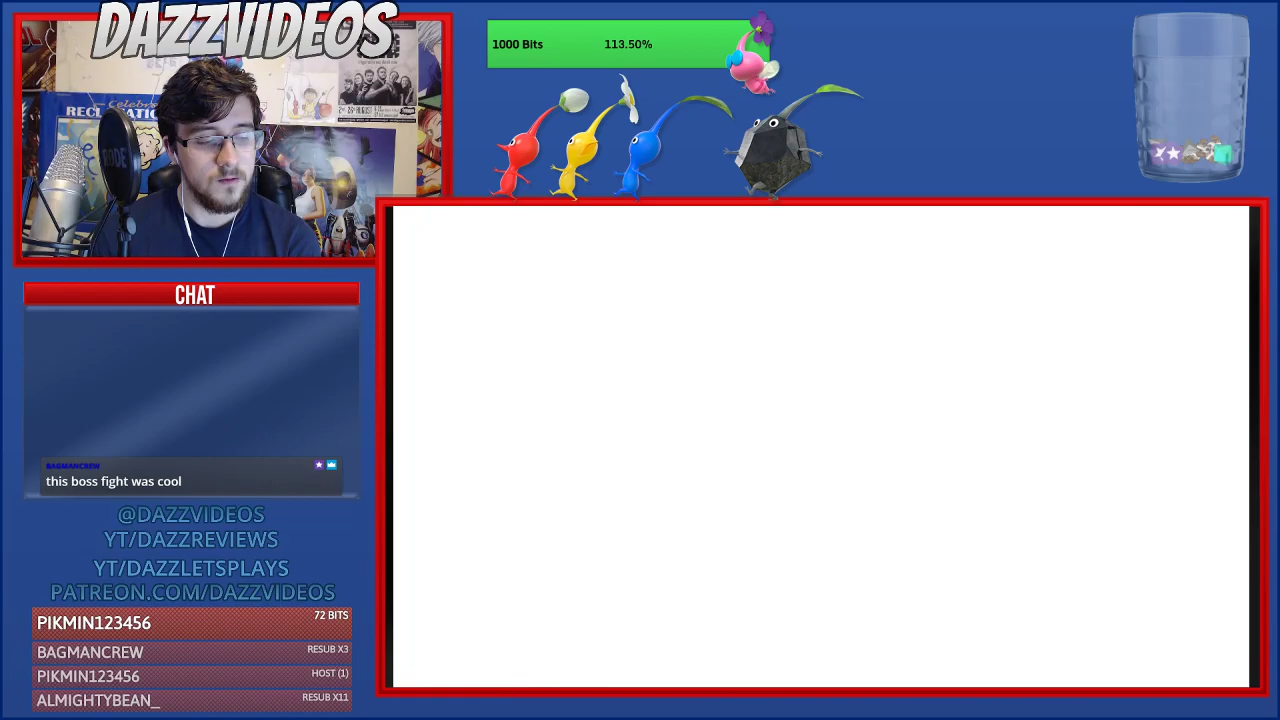 DAZZVIDEOS
1000 Bits 113.50%
CHAT
BAGMANCREW
this boss fight was cool
@DAZZVIDEOS
YT/DAZZREVIEWS
YT/DAZZLETSPLAYS
PATREON.COM/DAZZVIDEOS
PIKMIN123456 72 BITS
BAGMANCREW RESUB X3
PIKMIN123456 HOST (1)
ALMIGHTYBEAN_ RESUB X11